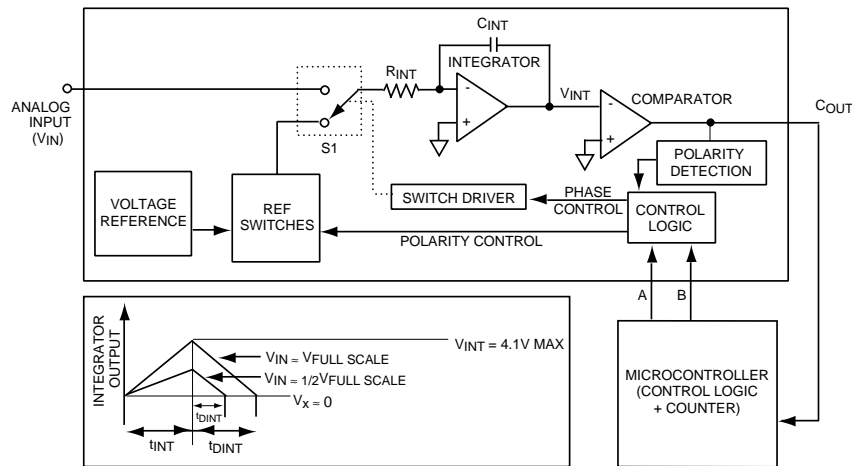 CINT
RINT
INTEGRATOR
-
+
VINT
COMPARATOR
-
+
COUT
ANALOG
INPUT
(VIN)
S1
POLARITY
DETECTION
VOLTAGE
REFERENCE
REF
SWITCHES
SWITCH DRIVER
PHASE
CONTROL
CONTROL
LOGIC
POLARITY CONTROL
A
B
MICROCONTROLLER
(CONTROL LOGIC
+ COUNTER)
INTEGRATOR
OUTPUT
VINT = 4.1V MAX
VIN ≈ VFULL SCALE
VIN ≈ 1/2VFULL SCALE
Vx ≈ 0
tDINT
tINT
tDINT